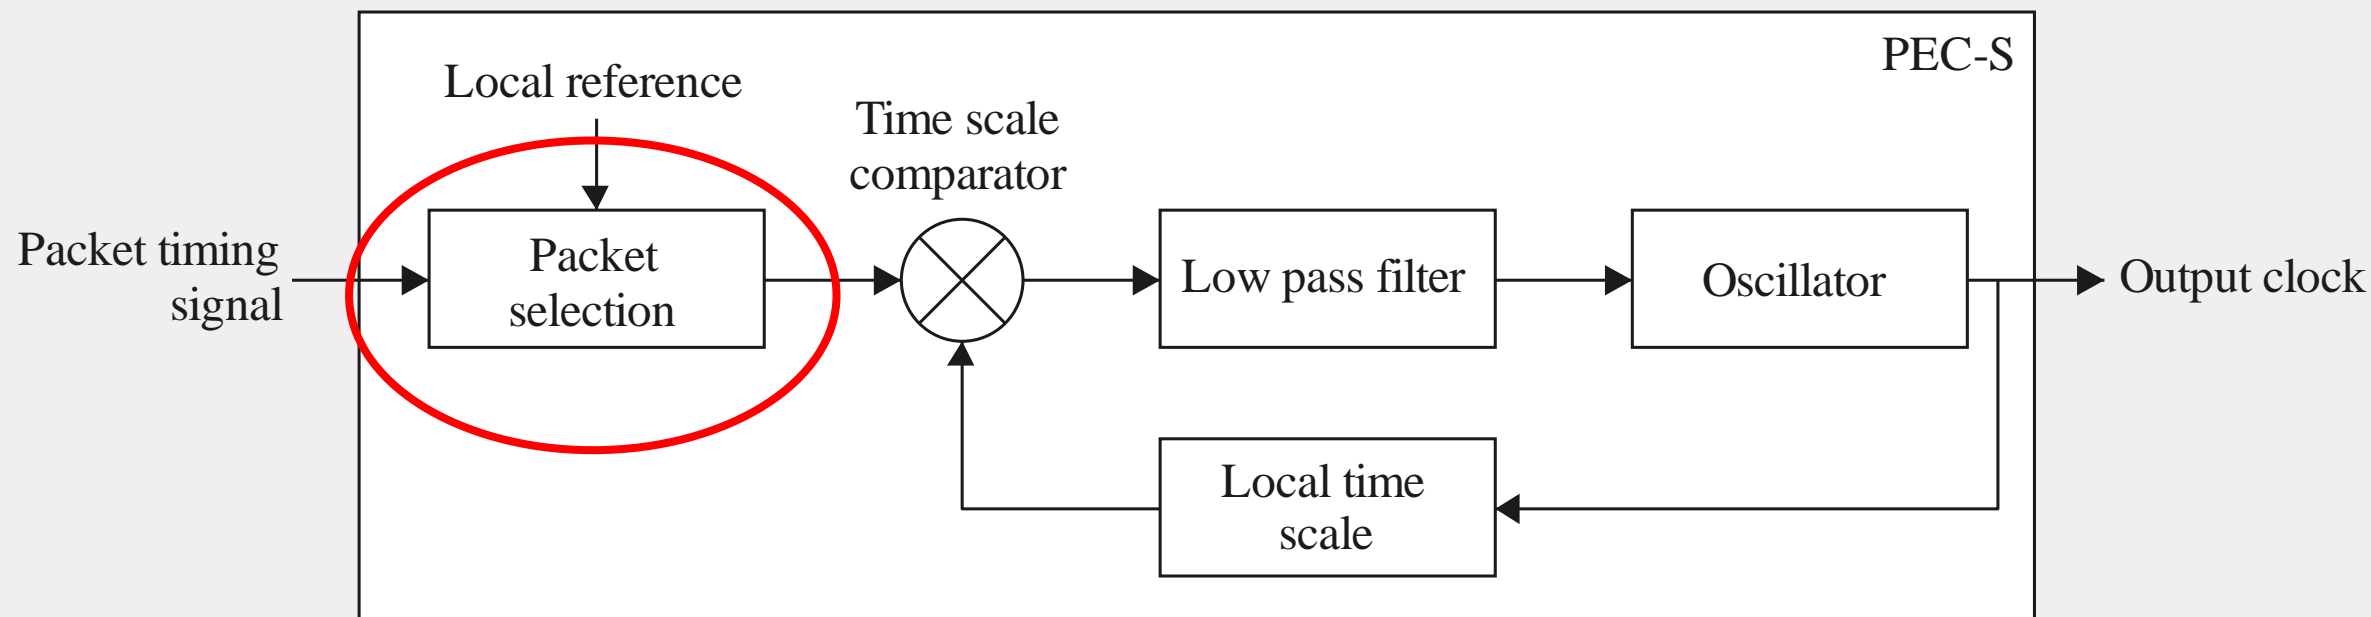 PEC-S
Local reference
Time scale
comparator
Packet timing
signal
Packet
selection
Low pass filter
Oscillator
Output clock
Local time
scale